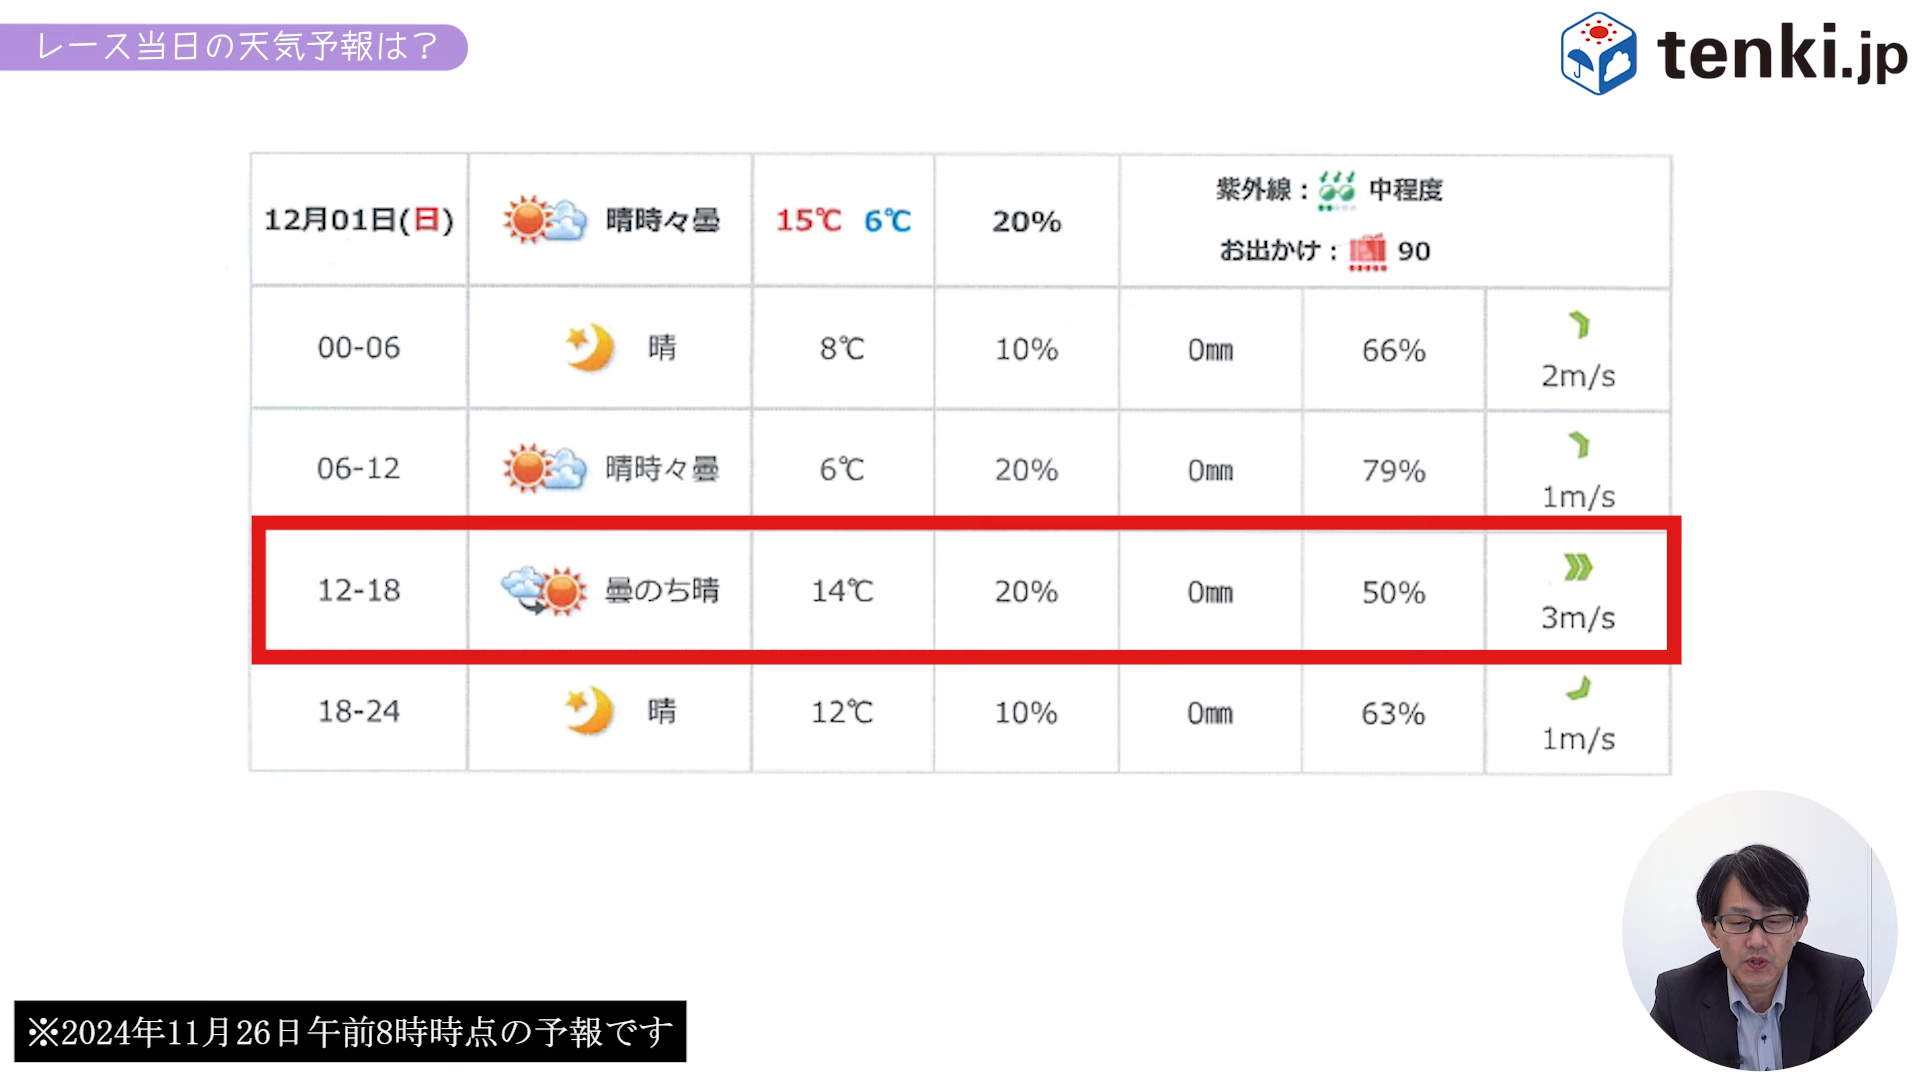 レース当日の天気予報は？
tenki.jp
12月01日(日) 晴時々曇 15℃ 6℃ 20% 紫外線： 中程度
お出かけ： 90
00-06 晴 8℃ 10% 0mm 66% 2m/s
06-12 晴時々曇 6℃ 20% 0mm 79% 1m/s
12-18 曇のち晴 14℃ 20% 0mm 50% 3m/s
18-24 晴 12℃ 10% 0mm 63% 1m/s
※2024年11月26日午前8時時点の予報です